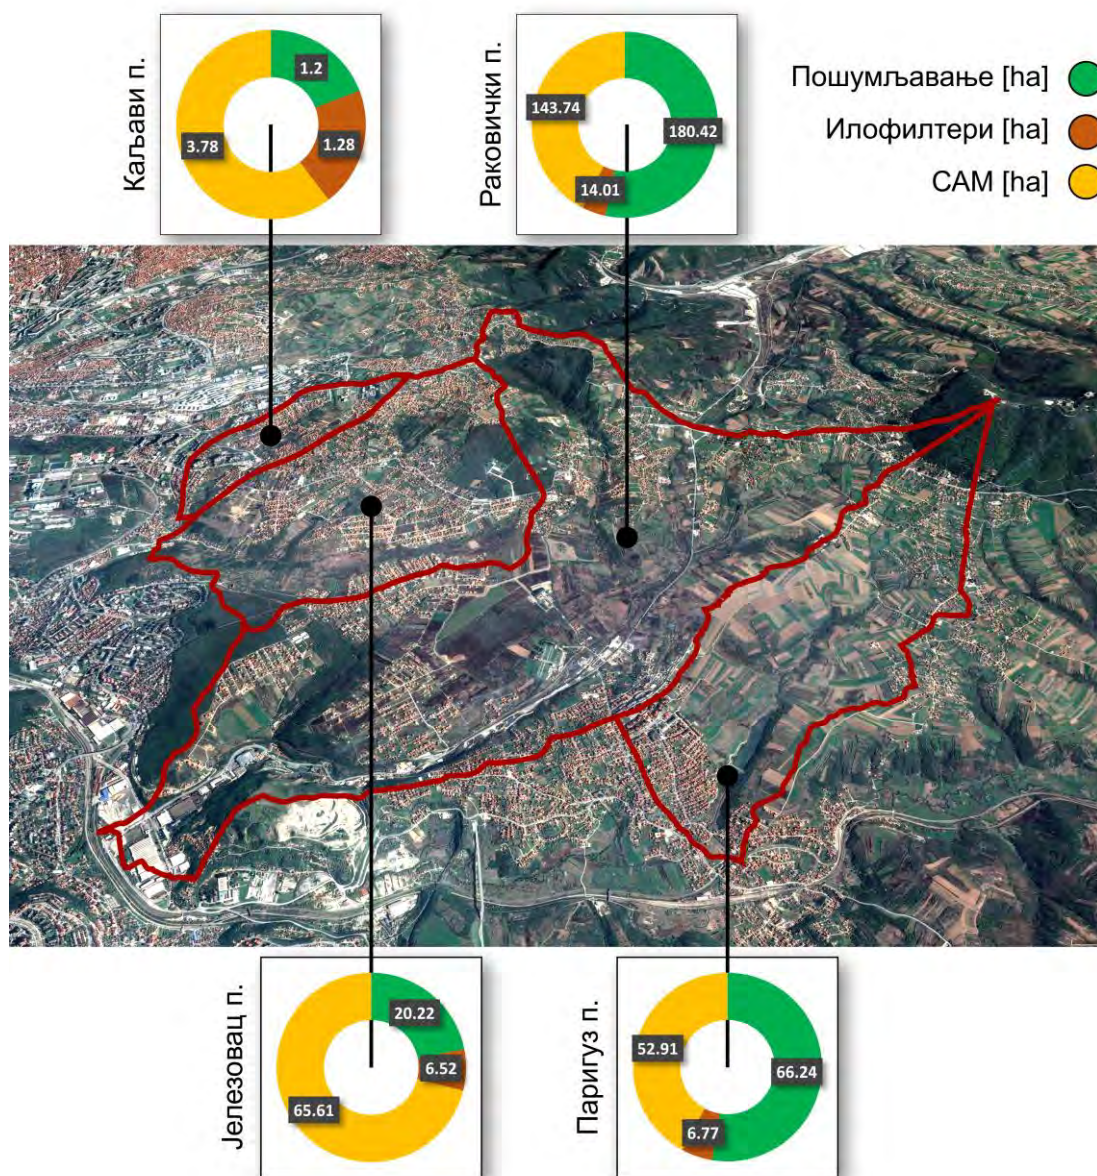 Каљави п.
1.2
1.28
3.78
Раковички п.
143.74
180.42
14.01
Пошумљавање [ha]
Илофилтери [ha]
САМ [ha]
Јелезовац п.
20.22
6.52
65.61
Паригуз п.
52.91
66.24
6.77